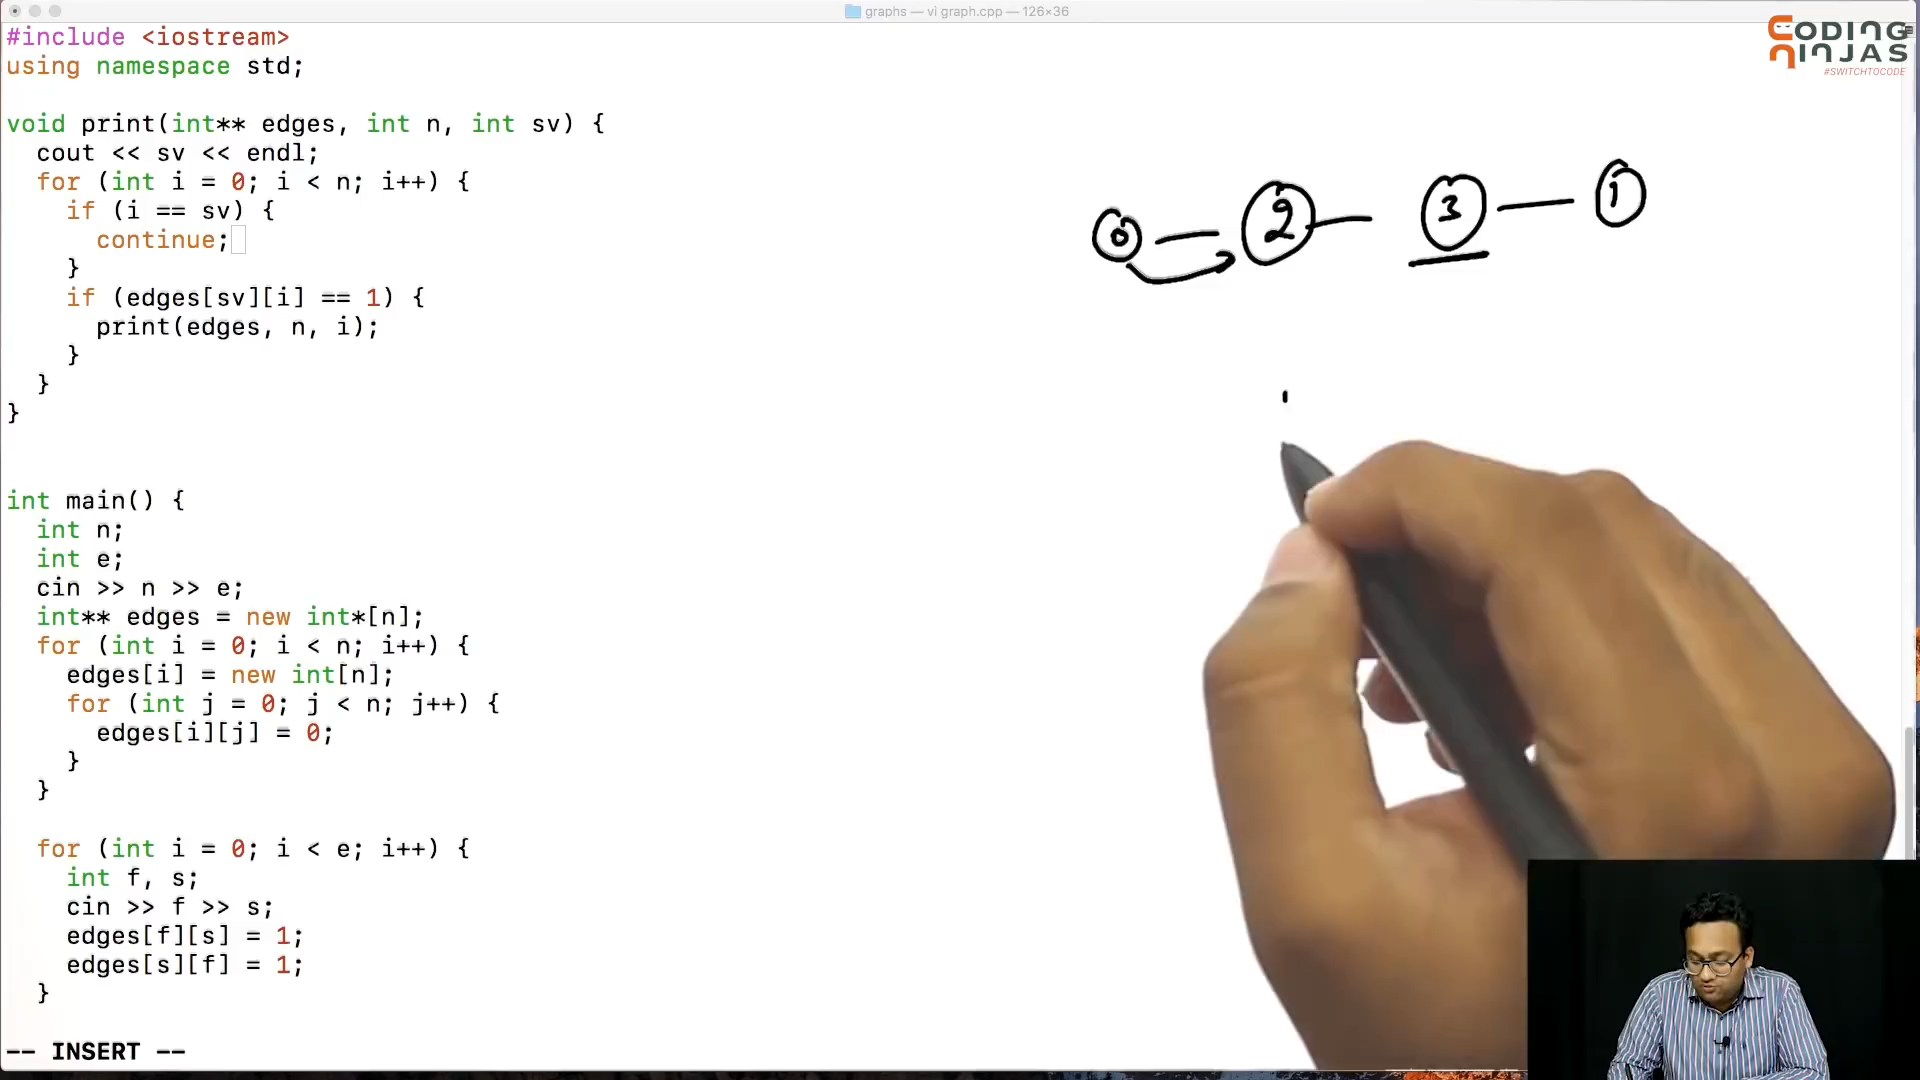 graphs — vi graph.cpp — 126×36
CODING
NINJAS
#SWITCHTOCODE
#include <iostream>
using namespace std;
void print(int** edges, int n, int sv) {
  cout << sv << endl;
  for (int i = 0; i < n; i++) {
    if (i == sv) {
      continue;
    }
    if (edges[sv][i] == 1) {
      print(edges, n, i);
    }
  }
}
0 2 3 1
int main() {
  int n;
  int e;
  cin >> n >> e;
  int** edges = new int*[n];
  for (int i = 0; i < n; i++) {
    edges[i] = new int[n];
    for (int j = 0; j < n; j++) {
      edges[i][j] = 0;
    }
  }
  for (int i = 0; i < e; i++) {
    int f, s;
    cin >> f >> s;
    edges[f][s] = 1;
    edges[s][f] = 1;
  }
-- INSERT --